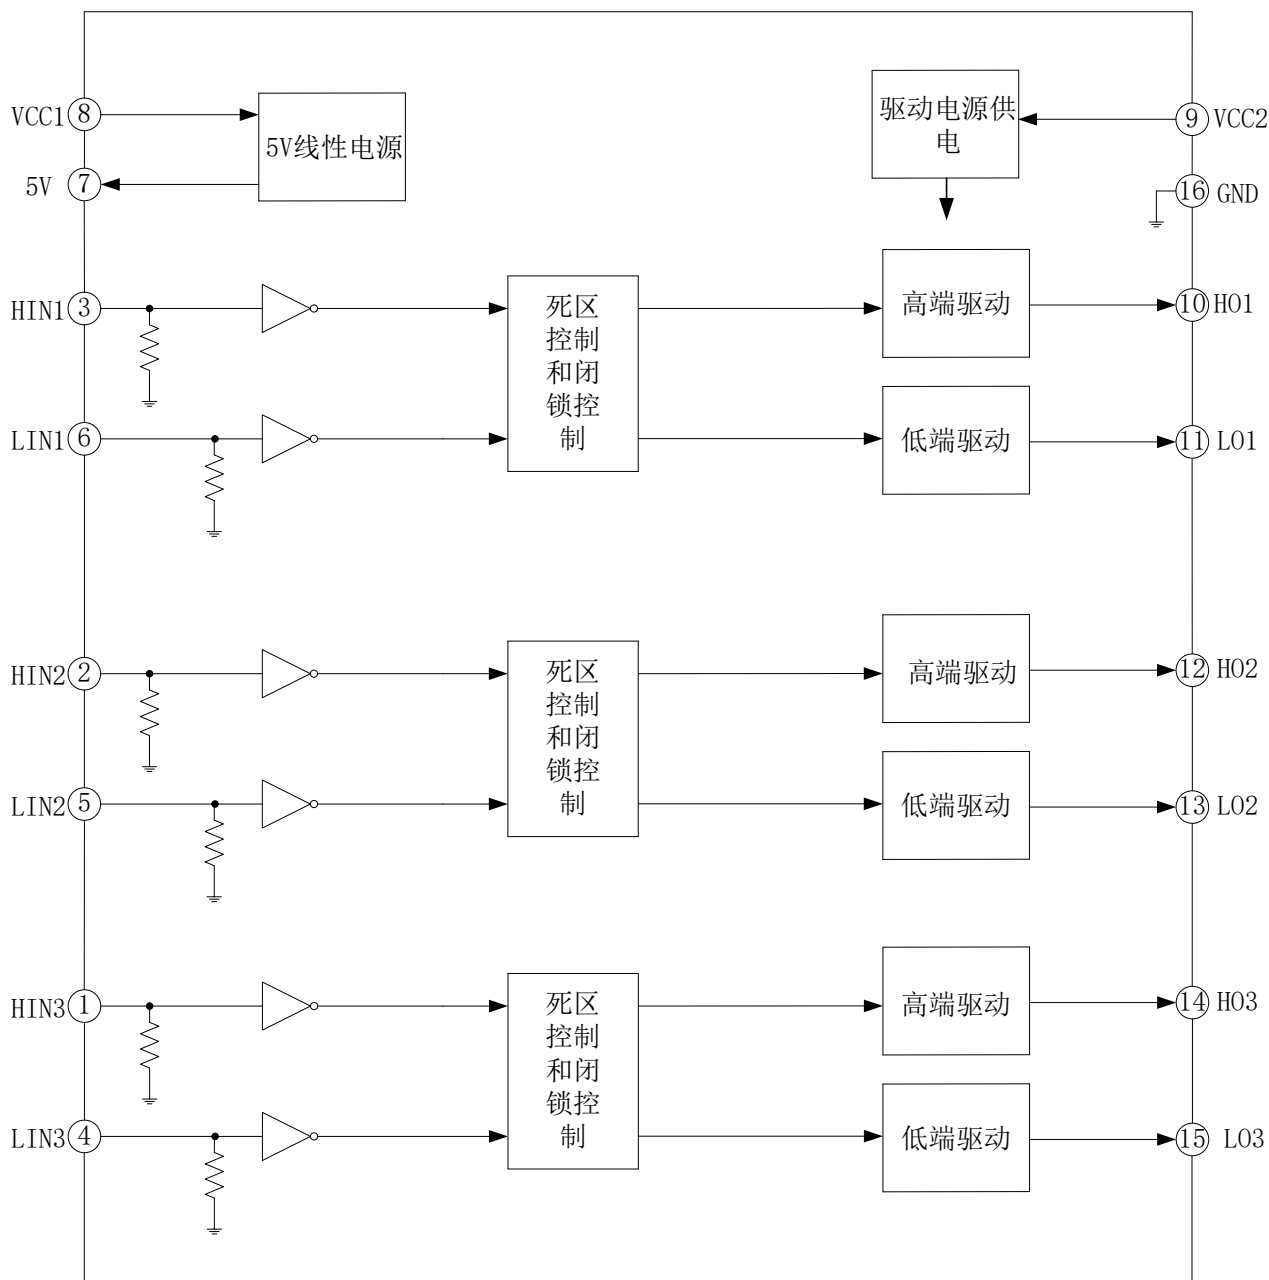 VCC1 8
5V 7
5V线性电源
驱动电源供
电
9 VCC2
16 GND
HIN1 3
LIN1 6
死区
控制
和闭
锁控
制
高端驱动
10 HO1
低端驱动
11 LO1
HIN2 2
LIN2 5
死区
控制
和闭
锁控
制
高端驱动
12 HO2
低端驱动
13 LO2
HIN3 1
LIN3 4
死区
控制
和闭
锁控
制
高端驱动
14 HO3
低端驱动
15 LO3